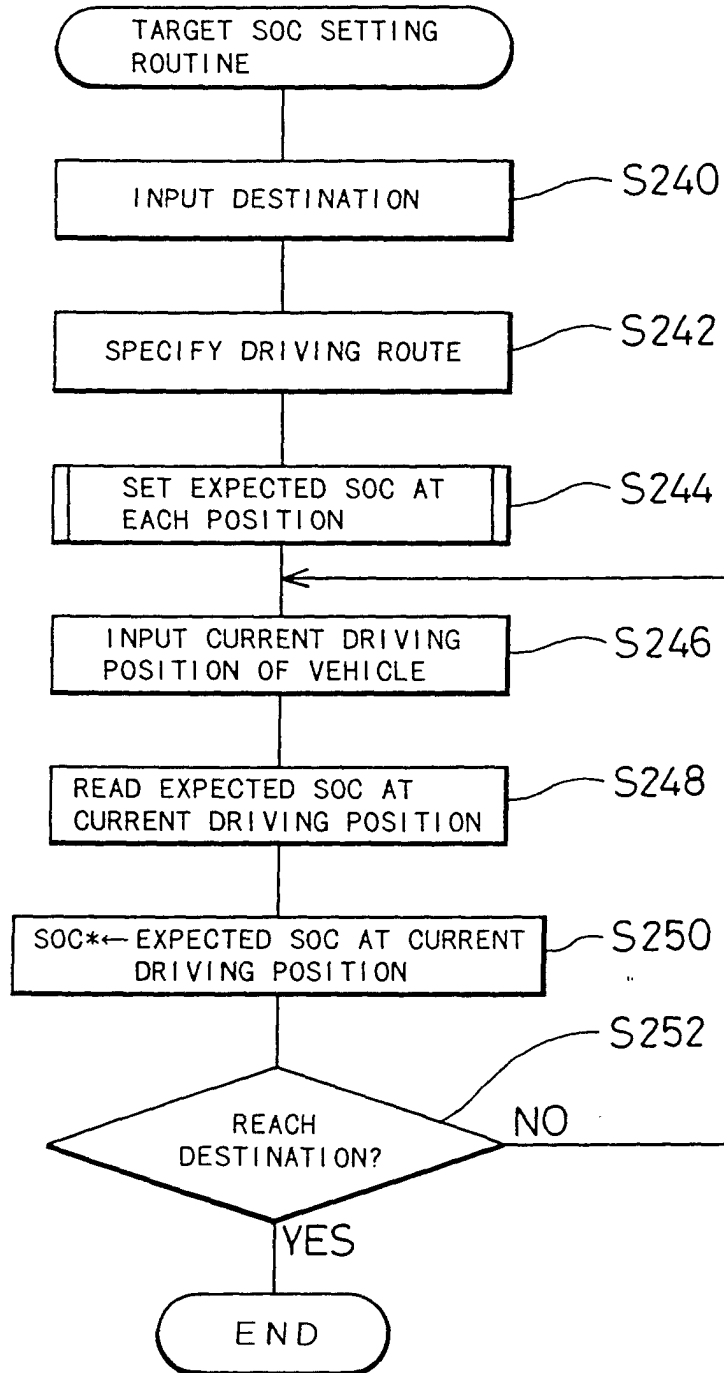 TARGET SOC SETTING
ROUTINE
INPUT DESTINATION
S240
SPECIFY DRIVING ROUTE
S242
SET EXPECTED SOC AT
EACH POSITION
S244
INPUT CURRENT DRIVING
POSITION OF VEHICLE
S246
READ EXPECTED SOC AT
CURRENT DRIVING POSITION
S248
SOC*← EXPECTED SOC AT CURRENT
DRIVING POSITION
S250
S252
REACH
DESTINATION?
NO
YES
END